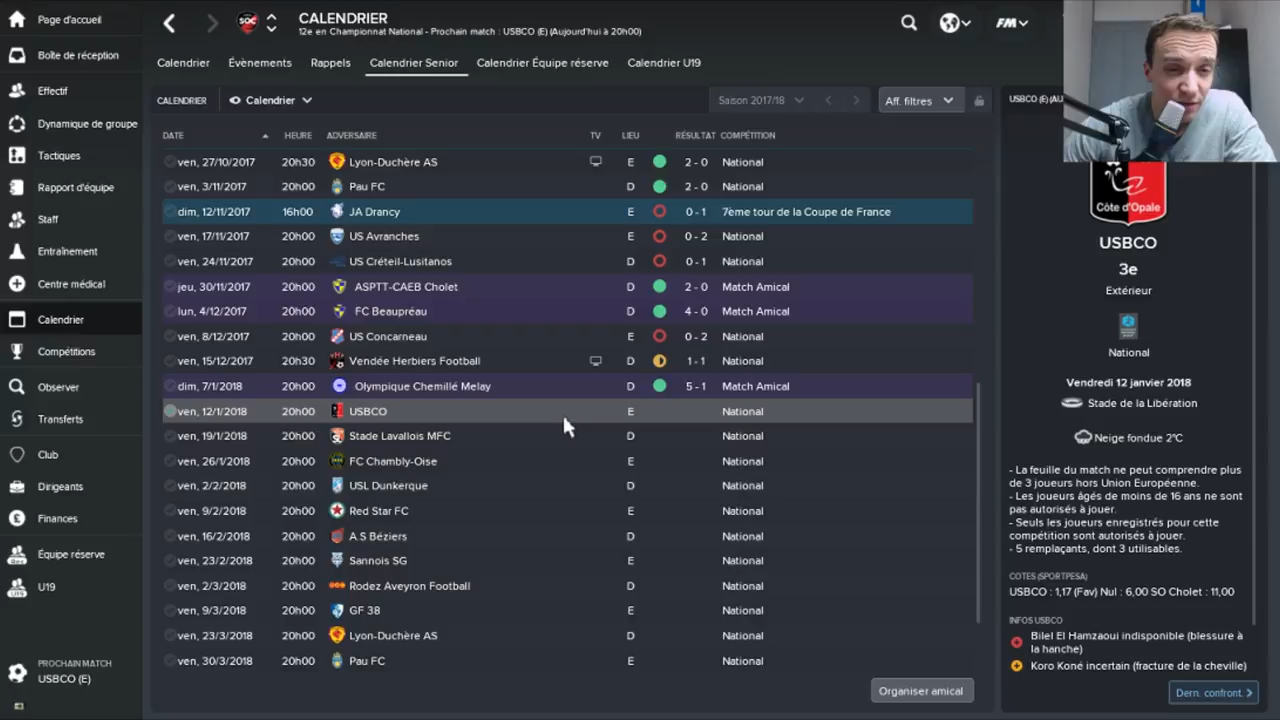 Page d'accueil
Boîte de réception
Effectif
Dynamique de groupe
Tactiques
Rapport d'équipe
Staff
Entraînement
Centre médical
Calendrier
Compétitions
Observer
Transferts
Club
Dirigeants
Finances
Équipe réserve
U19
PROCHAIN MATCH
USBCO (E)
SOC
CALENDRIER
12e en Championnat National - Prochain match : USBCO (E) (Aujourd'hui à 20h00)
FM
Calendrier Évènements Rappels Calendrier Senior Calendrier Équipe réserve Calendrier U19
CALENDRIER Calendrier Saison 2017/18 Aff. filtres
DATE HEURE ADVERSAIRE TV LIEU RÉSULTAT COMPÉTITION
ven, 27/10/2017 20h30 Lyon-Duchère AS E 2 - 0 National
ven, 3/11/2017 20h00 Pau FC D 2 - 0 National
dim, 12/11/2017 16h00 JA Drancy E 0 - 1 7ème tour de la Coupe de France
ven, 17/11/2017 20h00 US Avranches E 0 - 2 National
ven, 24/11/2017 20h00 US Créteil-Lusitanos D 0 - 1 National
jeu, 30/11/2017 20h00 ASPTT-CAEB Cholet D 2 - 0 Match Amical
lun, 4/12/2017 20h00 FC Beaupréau D 4 - 0 Match Amical
ven, 8/12/2017 20h00 US Concarneau E 0 - 2 National
ven, 15/12/2017 20h30 Vendée Herbiers Football D 1 - 1 National
dim, 7/1/2018 20h00 Olympique Chemillé Melay D 5 - 1 Match Amical
ven, 12/1/2018 20h00 USBCO E National
ven, 19/1/2018 20h00 Stade Lavallois MFC D National
ven, 26/1/2018 20h00 FC Chambly-Oise E National
ven, 2/2/2018 20h00 USL Dunkerque D National
ven, 9/2/2018 20h00 Red Star FC E National
ven, 16/2/2018 20h00 A.S Béziers D National
ven, 23/2/2018 20h00 Sannois SG E National
ven, 2/3/2018 20h00 Rodez Aveyron Football D National
ven, 9/3/2018 20h00 GF 38 E National
ven, 23/3/2018 20h00 Lyon-Duchère AS D National
ven, 30/3/2018 20h00 Pau FC E National
Organiser amical
USBCO (E) (AU
Côte d'Opale
USBCO
3e
Extérieur
National
Vendredi 12 janvier 2018
Stade de la Libération
Neige fondue 2°C
- La feuille du match ne peut comprendre plus
de 3 joueurs hors Union Européenne.
- Les joueurs âgés de moins de 16 ans ne sont
pas autorisés à jouer.
- Seuls les joueurs enregistrés pour cette
compétition sont autorisés à jouer.
- 5 remplaçants, dont 3 utilisables.
COTES (SPORTPESA)
USBCO : 1,17 (Fav) Nul : 6,00 SO Cholet : 11,00
INFOS USBCO
Bilel El Hamzaoui indisponible (blessure à
la hanche)
Koro Koné incertain (fracture de la cheville)
Dern. confront.